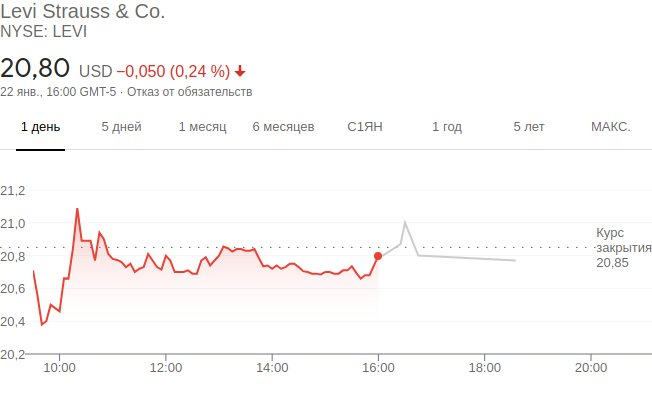 Levi Strauss & Co.
NYSE: LEVI
20,80 USD −0,050 (0,24 %)
22 янв., 16:00 GMT-5 · Отказ от обязательств
1 день 5 дней 1 месяц 6 месяцев С1ЯН 1 год 5 лет МАКС.
21,2
21,0
Курс
закрытия
20,85
20,8
20,6
20,4
20,2
10:00 12:00 14:00 16:00 18:00 20:00